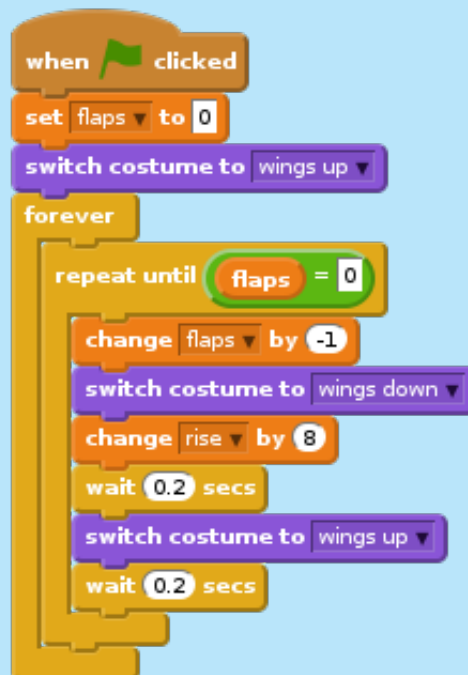 when clicked
set flaps to 0
switch costume to wings up
forever
repeat until flaps = 0
change flaps by -1
switch costume to wings down
change rise by 8
wait 0.2 secs
switch costume to wings up
wait 0.2 secs